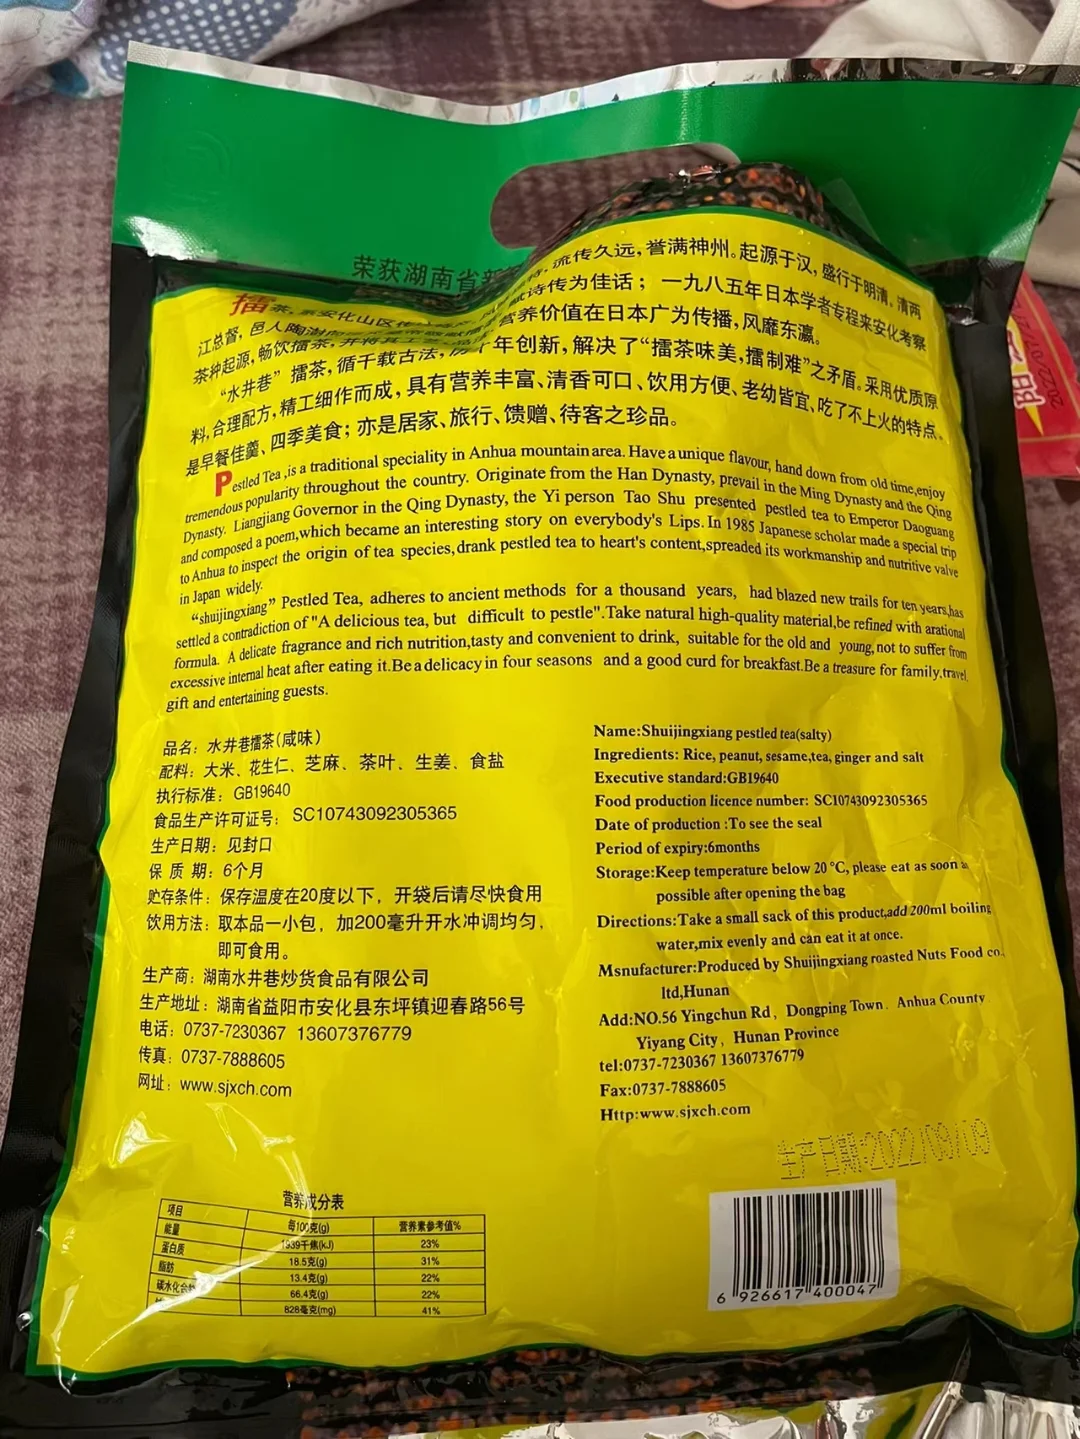 荣获湖南省新
擂茶,系安化山区传 流传久远，誉满神州。起源于汉，盛行于明清。清两
江总督，邑人陶澍 献诗传为佳话；一九八五年日本学者专程来安化考察
茶种起源,畅饮擂茶,并将其工艺 营养价值在日本广为传播,风靡东瀛。
“水井巷”擂茶，循千载古法，历十年创新，解决了“擂茶味美,擂制难”之矛盾。采用优质原
料,合理配方,精工细作而成，具有营养丰富、清香可口、饮用方便、老幼皆宜、吃了不上火的特点。
是早餐佳羹、四季美食；亦是居家、旅行、馈赠、待客之珍品。
Pestled Tea ,is a traditional speciality in Anhua mountain area. Have a unique flavour, hand down from old time,enjoy
tremendous popularity throughout the country. Originate from the Han Dynasty, prevail in the Ming Dynasty and the Qing
Dynasty. Liangjiang Governor in the Qing Dynasty, the Yi person Tao Shu presented pestled tea to Emperor Daoguang
and composed a poem,which became an interesting story on everybody's Lips. In 1985 Japanese scholar made a special trip
to Anhua to inspect the origin of tea species,drank pestled tea to heart's content,spreaded its workmanship and nutritive valve
in Japan widely.
“shuijingxiang” Pestled Tea, adheres to ancient methods for a thousand years, had blazed new trails for ten years,has
settled a contradiction of "A delicious tea, but difficult to pestle".Take natural high-quality material,be refined with arational
formula. A delicate fragrance and rich nutrition,tasty and convenient to drink, suitable for the old and young,not to suffer from
excessive internal heat after eating it.Be a delicacy in four seasons and a good curd for breakfast.Be a treasure for family,travel,
gift and entertaining guests.
品名：水井巷擂茶(咸味)
配料：大米、花生仁、芝麻、茶叶、生姜、食盐
执行标准：GB19640
食品生产许可证号：SC10743092305365
生产日期：见封口
保 质 期：6个月
贮存条件：保存温度在20度以下，开袋后请尽快食用
饮用方法：取本品一小包，加200毫升开水冲调均匀，
即可食用。
生产商：湖南水井巷炒货食品有限公司
生产地址：湖南省益阳市安化县东坪镇迎春路56号
电话：0737-7230367 13607376779
传真：0737-7888605
网址：www.sjxch.com
Name:Shuijingxiang pestled tea(salty)
Ingredients: Rice, peanut, sesame,tea, ginger and salt
Executive standard:GB19640
Food production licence number: SC10743092305365
Date of production :To see the seal
Period of expiry:6months
Storage:Keep temperature below 20 °C, please eat as soon a
possible after opening the bag
Directions:Take a small sack of this product,add 200ml boiling
water,mix evenly and can eat it at once.
Msnufacturer:Produced by Shuijingxiang roasted Nuts Food co.,
ltd,Hunan
Add:NO.56 Yingchun Rd，Dongping Town．Anhua County
Yiyang City，Hunan Province
tel:0737-7230367 13607376779
Fax:0737-7888605
Http:www.sjxch.com
生产日期:2022/09/09
营养成分表
项目 每100克(g) 营养素参考值%
能量 1939千焦(kJ) 23%
蛋白质 18.5克(g) 31%
脂肪 13.4克(g) 22%
碳水化合物 66.4克(g) 22%
828毫克(mg) 41%
6 926617 400047
阳